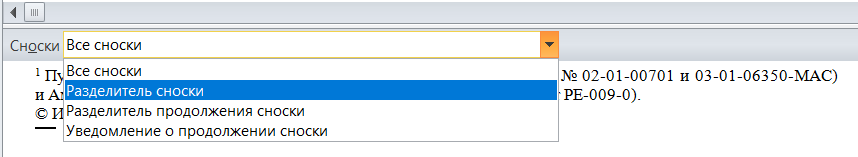 Сноски Все сноски
Все сноски
Разделитель сноски
Разделитель продолжения сноски
Уведомление о продолжении сноски
1 № 02-01-00701 и 03-01-06350-МАС)
и РЕ-009-0).
©